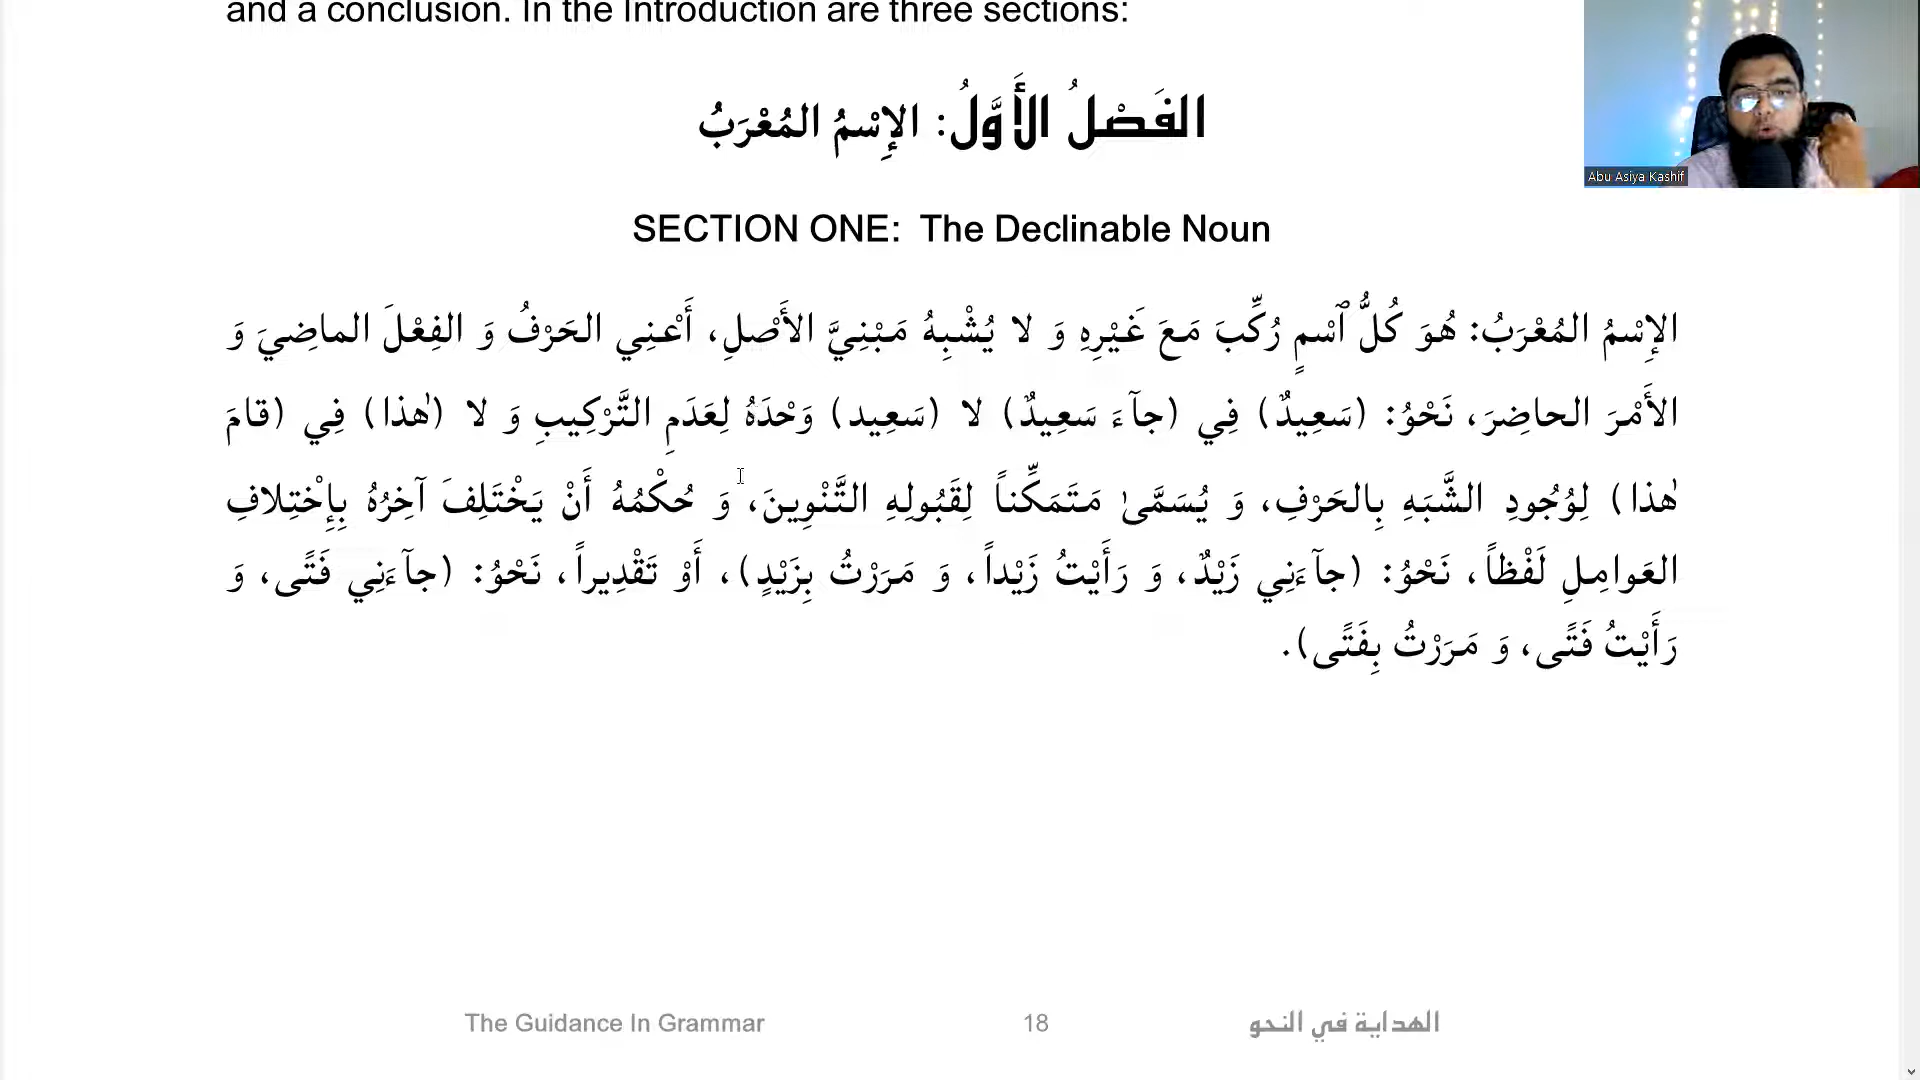 and a conclusion. In the Introduction are three sections:
الفَصْلُ الأَوَّلُ: الإِسْمُ المُعْرَبُ
Abu Asiya Kashif
SECTION ONE: The Declinable Noun
الإِسْمُ المُعْرَبُ: هُوَ كُلُّ ٱسْمٍ رُكِّبَ مَعَ غَيْرِهِ وَ لا يُشْبِهُ مَبْنِيَّ الأَصْلِ، أَعْنِي الحَرْفُ وَ الفِعْلَ الماضِيَ وَ
الأَمْرَ الحاضِرَ، نَحْوُ: (سَعِيدٌ) فِي (جآءَ سَعِيدٌ) لا (سَعِيد) وَحْدَهُ لِعَدَمِ التَّرْكِيبِ وَ لا (هٰذا) فِي (قامَ
هٰذا) لِوُجُودِ الشَّبَهِ بِالحَرْفِ، وَ يُسَمَّىٰ مَتَمَكِّناً لِقَبُولِهِ التَّنْوِينَ، وَ حُكْمُهُ أَنْ يَخْتَلِفَ آخِرُهُ بِإِخْتِلافِ
العَوامِلِ لَفْظاً، نَحْوُ: (جآءَنِي زَيْدٌ، وَ رَأَيْتُ زَيْداً، وَ مَرَرْتُ بِزَيْدٍ)، أَوْ تَقْدِيراً، نَحْوُ: (جآءَنِي فَتًى، وَ
رَأَيْتُ فَتًى، وَ مَرَرْتُ بِفَتًى).
The Guidance In Grammar 18 الهداية في النحو